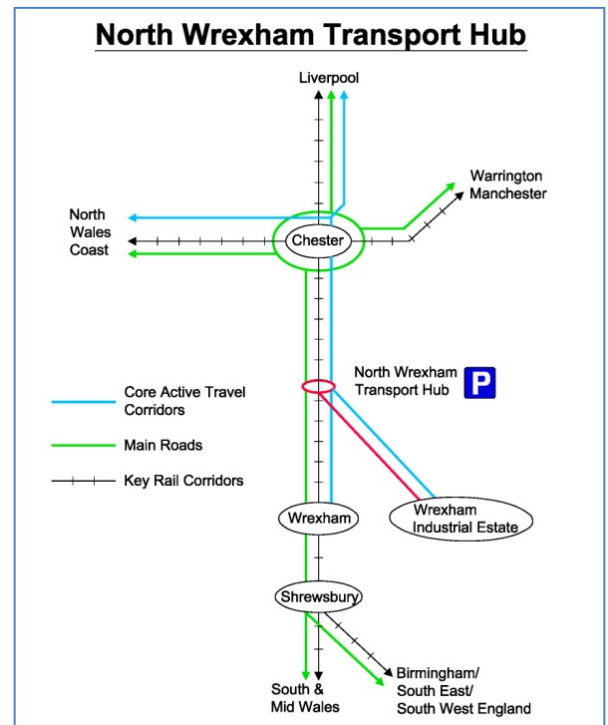 North Wrexham Transport Hub
Liverpool
Warrington
Manchester
North
Wales
Coast
Chester
North Wrexham
Transport Hub
P
Core Active Travel
Corridors
Main Roads
Key Rail Corridors
Wrexham
Wrexham
Industrial Estate
Shrewsbury
South &
Mid Wales
Birmingham/
South East/
South West England